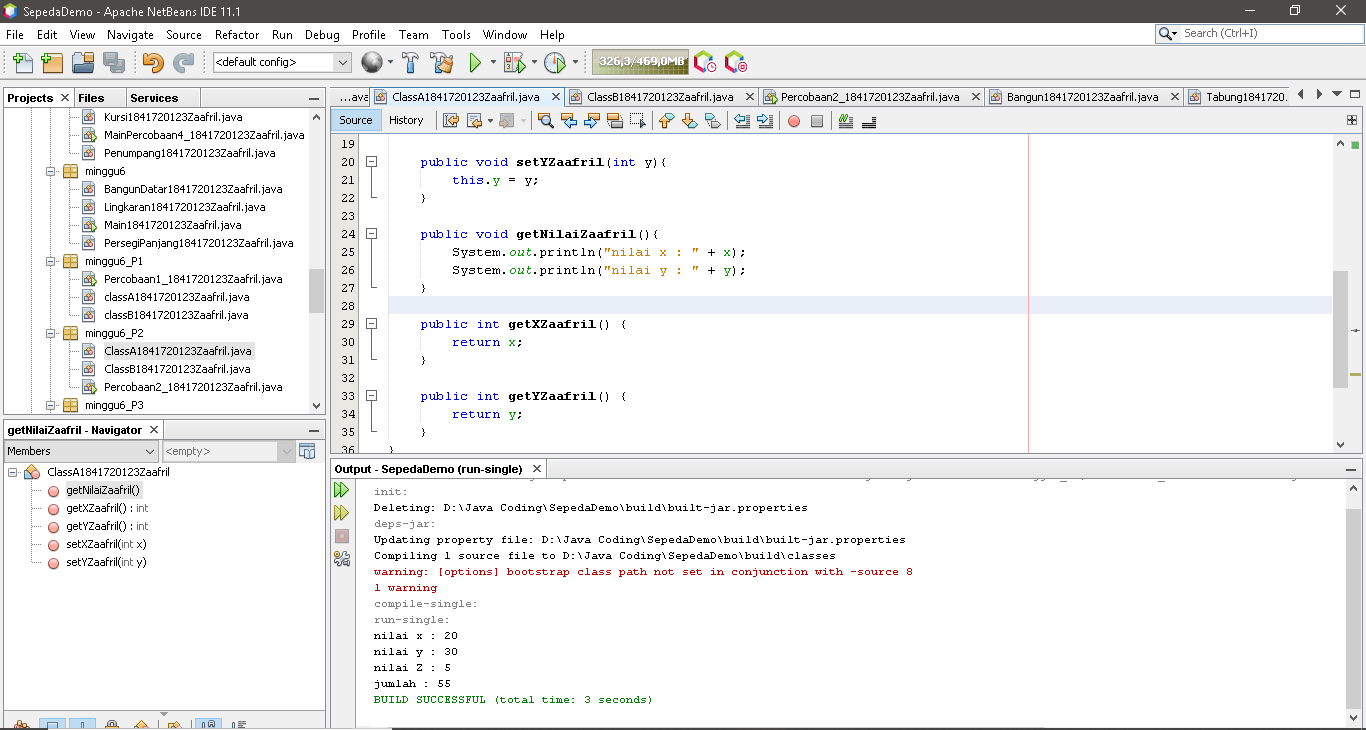 SepedaDemo - Apache NetBeans IDE 11.1
File Edit View Navigate Source Refactor Run Debug Profile Team Tools Window Help
Search (Ctrl+I)
<default config>
326,3/469,0MB
Projects Files Services
Kursi1841720123Zaafril.java
MainPercobaan4_1841720123Zaafril.java
Penumpang1841720123Zaafril.java
minggu6
BangunDatar1841720123Zaafril.java
Lingkaran1841720123Zaafril.java
Main1841720123Zaafril.java
PersegiPanjang1841720123Zaafril.java
minggu6_P1
Percobaan1_1841720123Zaafril.java
classA1841720123Zaafril.java
classB1841720123Zaafril.java
minggu6_P2
ClassA1841720123Zaafril.java
ClassB1841720123Zaafril.java
Percobaan2_1841720123Zaafril.java
minggu6_P3
getNilaiZaafril - Navigator
Members
<empty>
ClassA1841720123Zaafril
getNilaiZaafril()
getXZaafril() : int
getYZaafril() : int
setXZaafril(int x)
setYZaafril(int y)
...ava ClassA1841720123Zaafril.java ClassB1841720123Zaafril.java Percobaan2_1841720123Zaafril.java Bangun1841720123Zaafril.java Tabung1841720.
Source History
19
20 public void setYZaafril(int y){
21 this.y = y;
22 }
23
24 public void getNilaiZaafril(){
25 System.out.println("nilai x : " + x);
26 System.out.println("nilai y : " + y);
27 }
28
29 public int getXZaafril() {
30 return x;
31 }
32
33 public int getYZaafril() {
34 return y;
35 }
36 }
Output - SepedaDemo (run-single)
init:
Deleting: D:\Java Coding\SepedaDemo\build\built-jar.properties
deps-jar:
Updating property file: D:\Java Coding\SepedaDemo\build\built-jar.properties
Compiling 1 source file to D:\Java Coding\SepedaDemo\build\classes
warning: [options] bootstrap class path not set in conjunction with -source 8
1 warning
compile-single:
run-single:
nilai x : 20
nilai y : 30
nilai Z : 5
jumlah : 55
BUILD SUCCESSFUL (total time: 3 seconds)